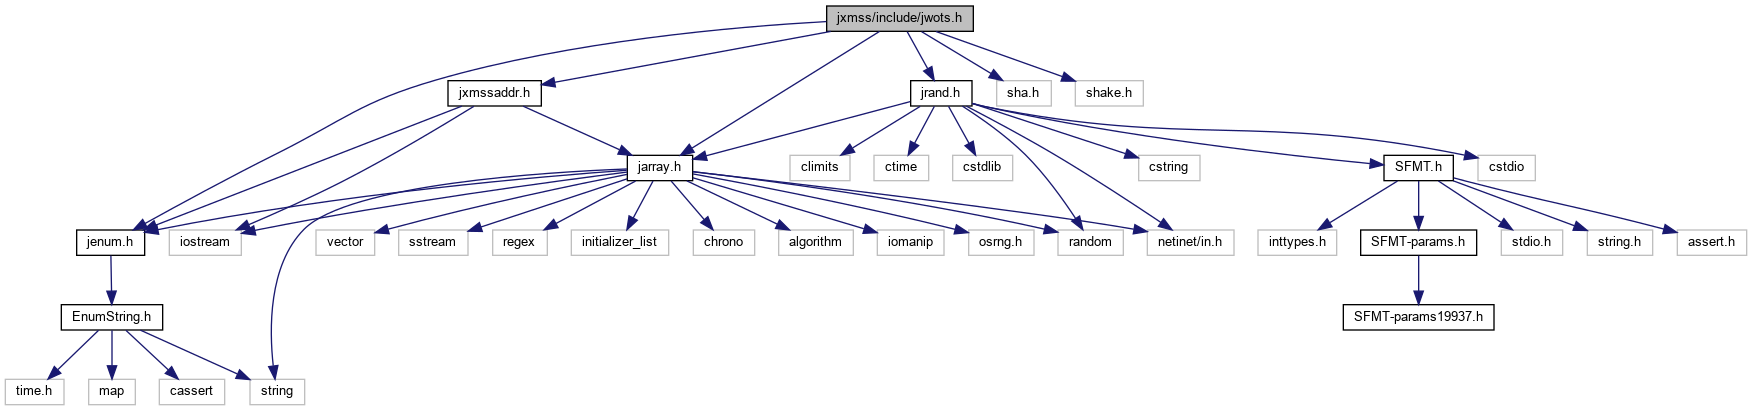 jxmss/include/jwots.h
jxmssaddr.h
jrand.h
sha.h
shake.h
jarray.h
climits
ctime
cstdlib
cstring
SFMT.h
cstdio
jenum.h
iostream
vector
sstream
regex
initializer_list
chrono
algorithm
iomanip
osrng.h
random
netinet/in.h
inttypes.h
SFMT-params.h
stdio.h
string.h
assert.h
EnumString.h
SFMT-params19937.h
time.h
map
cassert
string